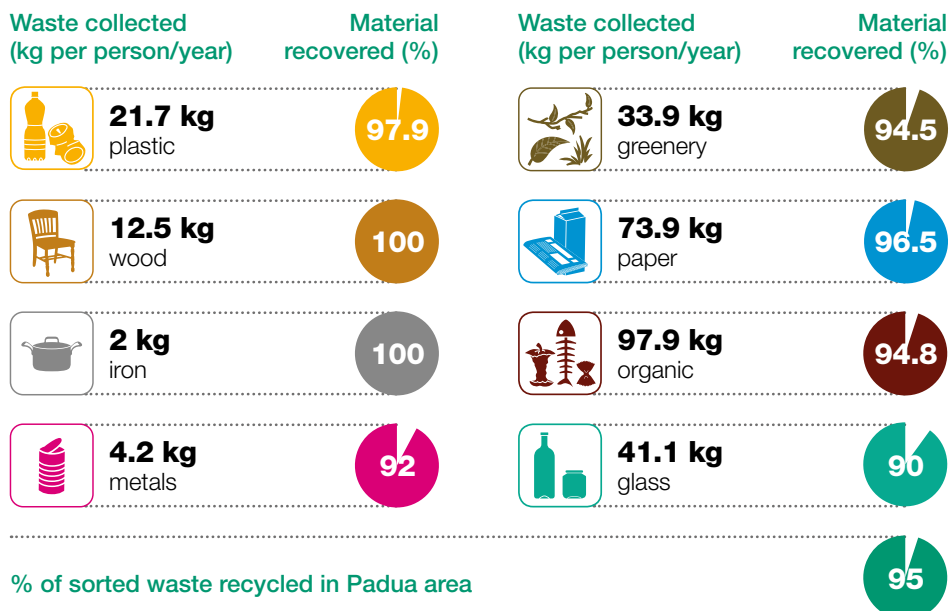 Waste collected
(kg per person/year)
Material
recovered (%)
21.7 kg
plastic
97.9
12.5 kg
wood
100
2 kg
iron
100
4.2 kg
metals
92
Waste collected
(kg per person/year)
Material
recovered (%)
33.9 kg
greenery
94.5
73.9 kg
paper
96.5
97.9 kg
organic
94.8
41.1 kg
glass
90
% of sorted waste recycled in Padua area
95